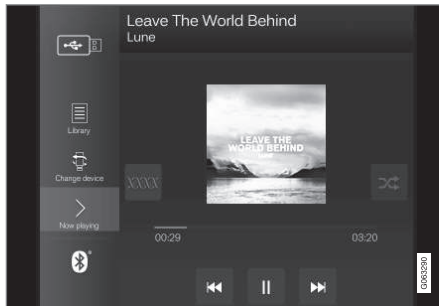 Leave The World Behind
Lune
Library
Change device
Now playing
LEAVE THE
WORLD BEHIND
LUNE
XXXX
00:29
03:20
G063290